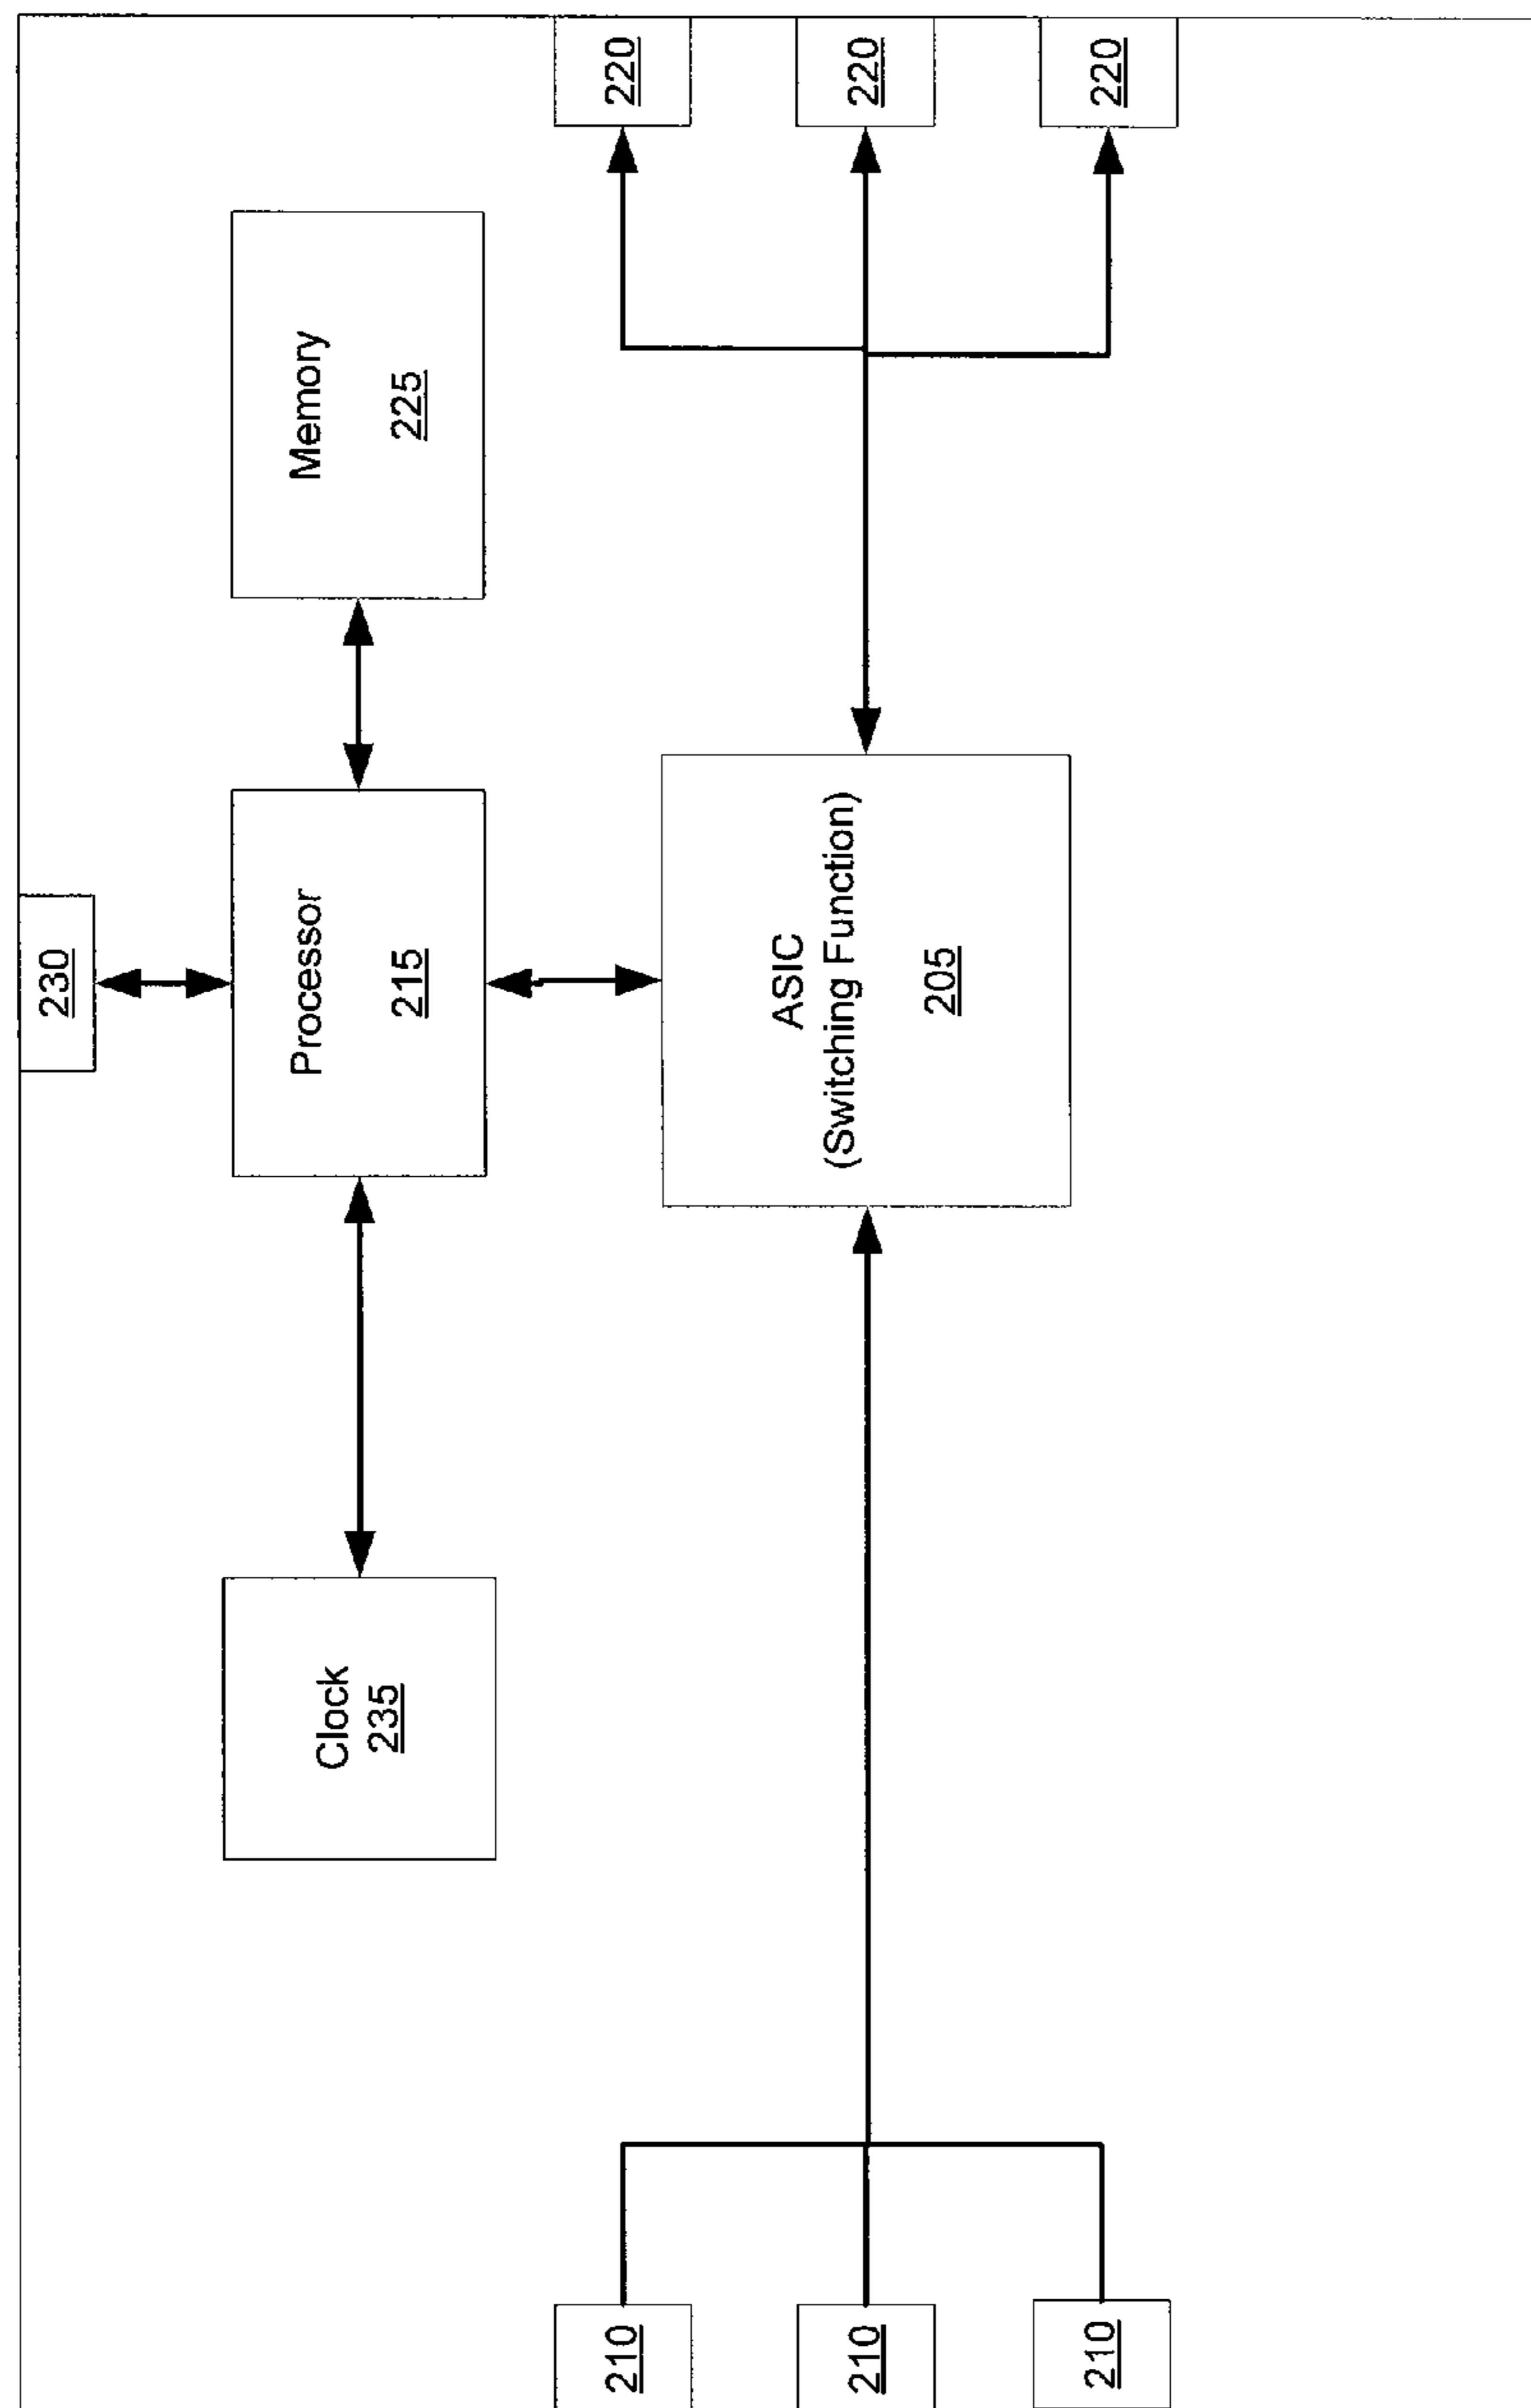 230
Clock
235
Processor
215
Memory
225
210
220
ASIC
(Switching Function)
205
210
220
210
220